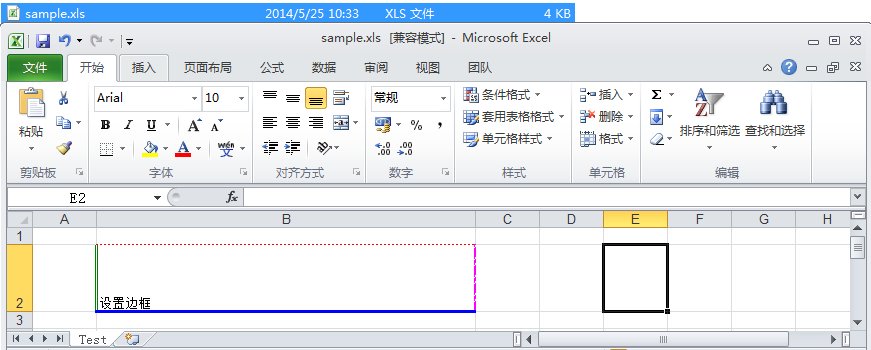 sample.xls 2014/5/25 10:33 XLS 文件 4 KB
sample.xls [兼容模式] - Microsoft Excel
文件 开始 插入 页面布局 公式 数据 审阅 视图 团队
Arial 10 常规 条件格式 插入 Σ
粘贴 B I U A A % , 套用表格格式 删除 排序和筛选 查找和选择
A wén 文 .00 .00 单元格样式 格式
剪贴板 字体 对齐方式 数字 样式 单元格 编辑
E2 fx
A B C D E F G H
1
2 设置边框
3
Test